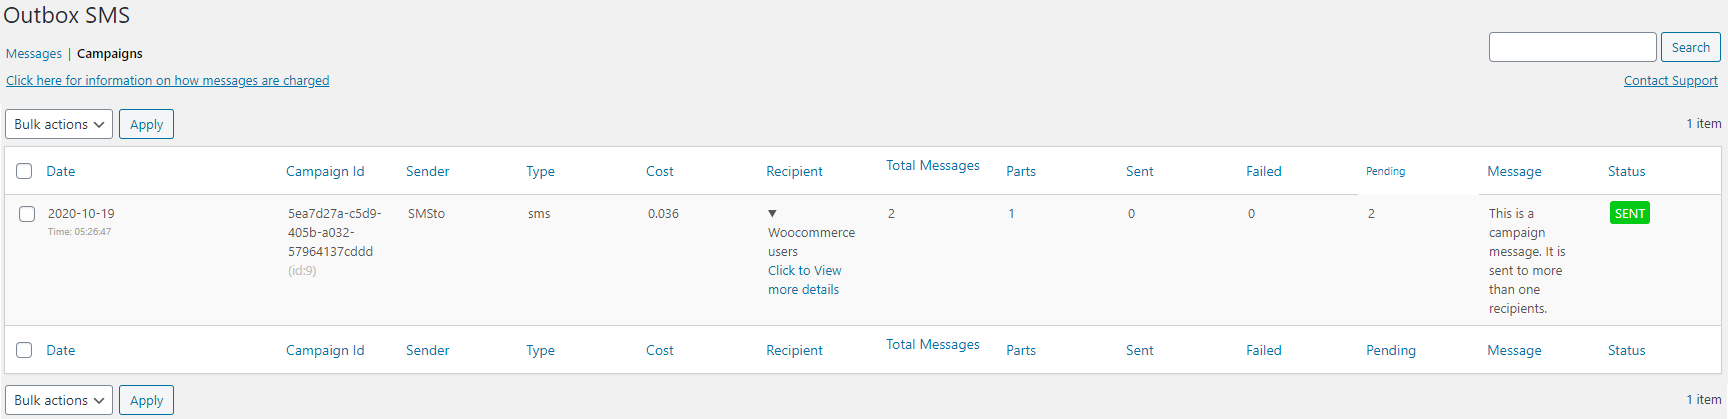 Outbox SMS
Messages | Campaigns
Search
Click here for information on how messages are charged
Contact Support
Bulk actions
Apply
1 item
Date Campaign Id Sender Type Cost Recipient Total Messages Parts Sent Failed Pending Message Status
2020-10-19
Time: 05:26:47
5ea7d27a-c5d9-
405b-a032-
57964137cddd
(id:9)
SMSto
sms
0.036
▼
Woocommerce
users
Click to View
more details
2
1
0
0
2
This is a
campaign
message. It is
sent to more
than one
recipients.
SENT
Date Campaign Id Sender Type Cost Recipient Total Messages Parts Sent Failed Pending Message Status
Bulk actions
Apply
1 item